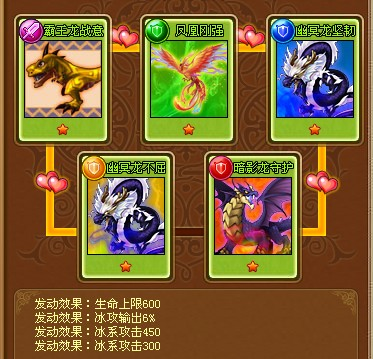 霸王龙战意
凤凰刚强
幽冥龙坚韧
幽冥龙不屈
暗影龙守护
发动效果：生命上限600
发动效果：冰攻输出6%
发动效果：冰系攻击450
发动效果：冰系攻击300